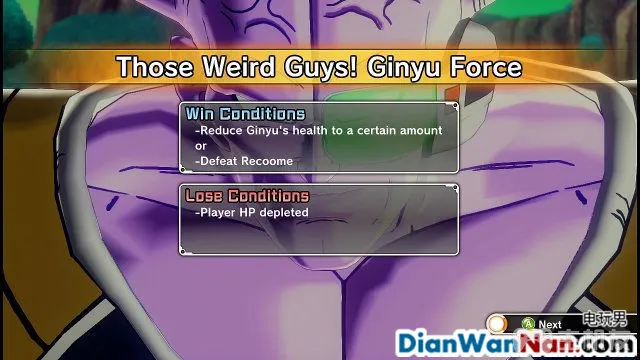 Those Weird Guys! Ginyu Force
Win Conditions
-Reduce Ginyu's health to a certain amount
or
-Defeat Recoome
Lose Conditions
-Player HP depleted
A Next
电玩男
DianWanNan.com